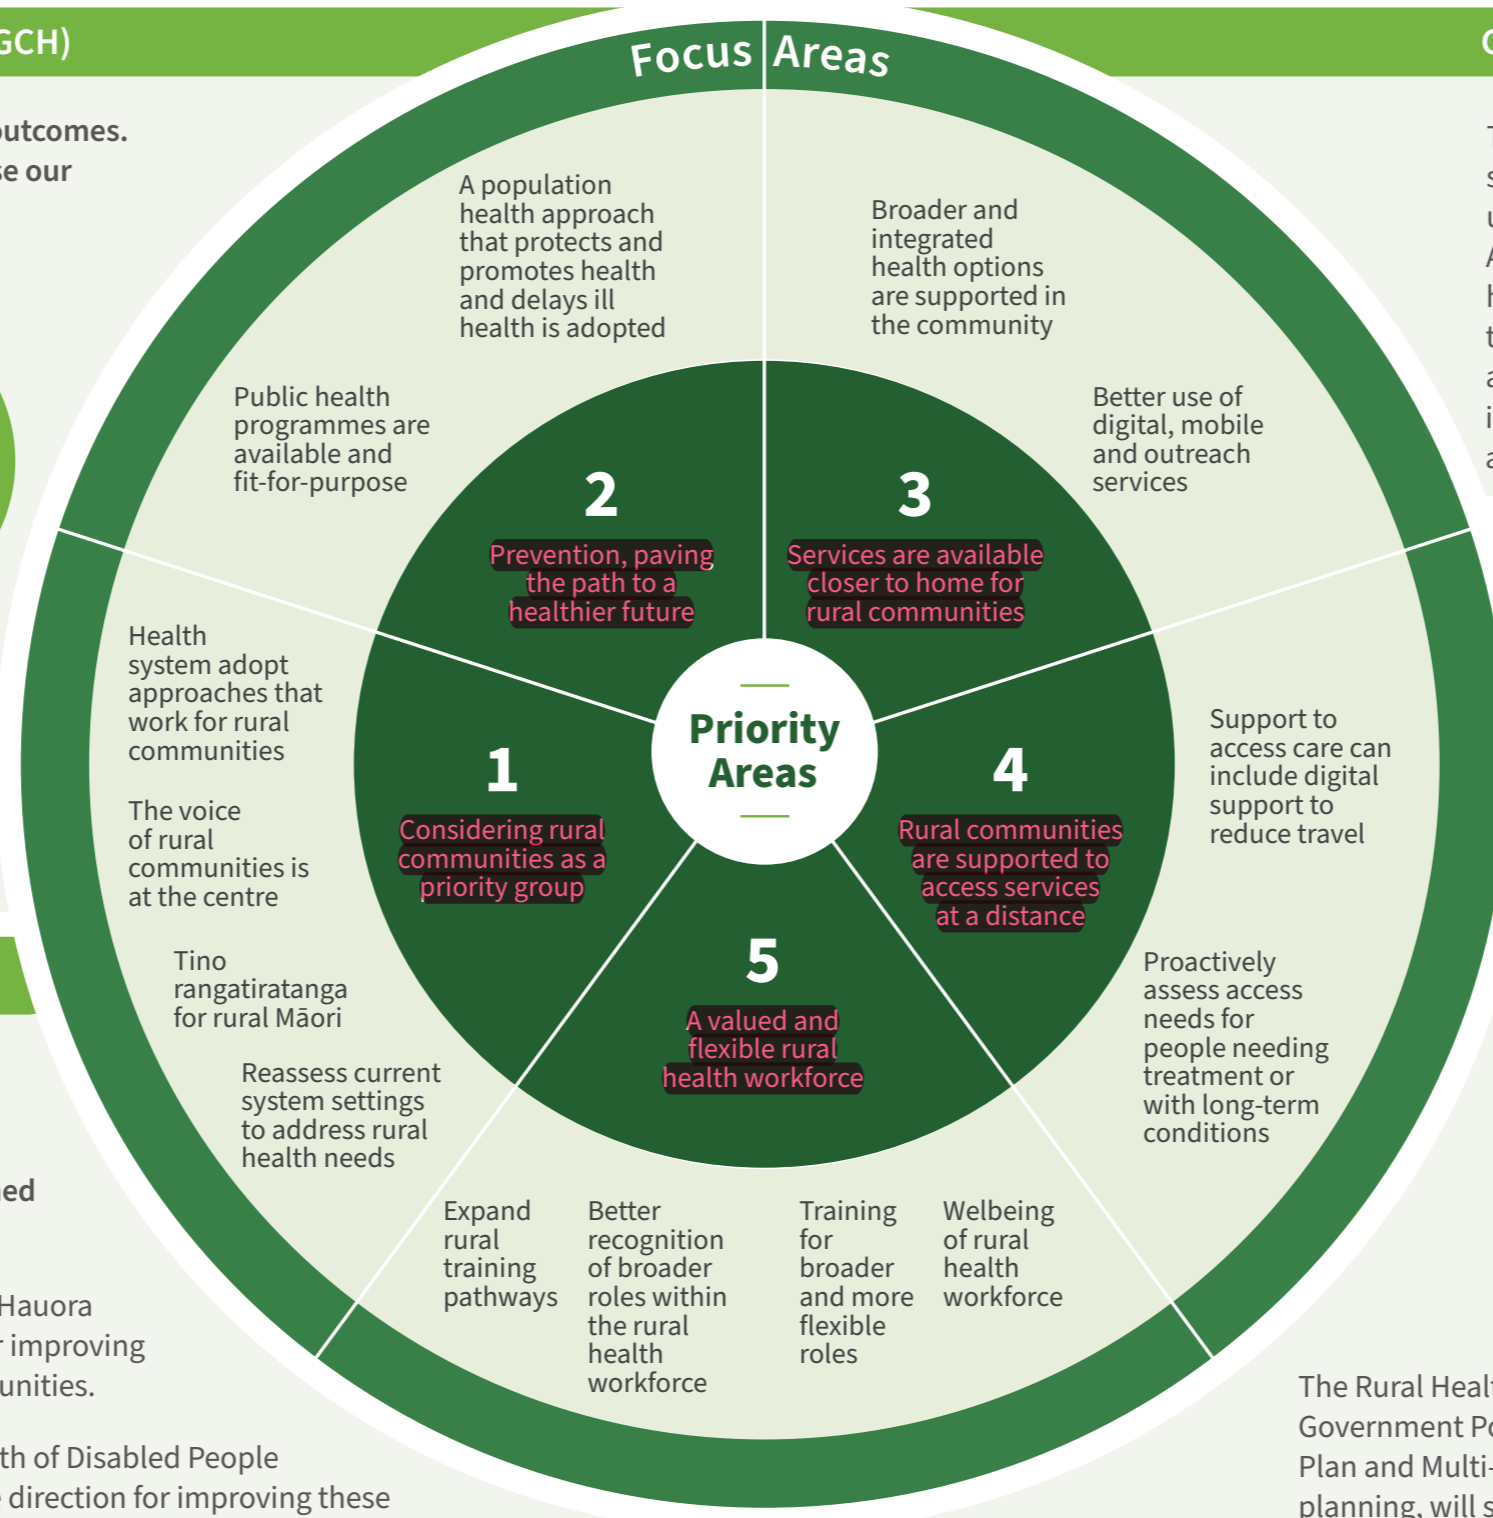 GCH)
outcomes.
se our
Focus Areas
A population
health approach
that protects and
promotes health
and delays ill
health is adopted
Broader and
integrated
health options
are supported in
the community
Public health
programmes are
available and
fit-for-purpose
Better use of
digital, mobile
and outreach
services
2
Prevention, paving
the path to a
healthier future
3
Services are available
closer to home for
rural communities
Health
system adopt
approaches that
work for rural
communities
The voice
of rural
communities is
at the centre
Tino
rangatiratanga
for rural Māori
Reassess current
system settings
to address rural
health needs
1
Considering rural
communities as a
priority group
Priority
Areas
4
Rural communities
are supported to
access services
at a distance
Support to
access care can
include digital
support to
reduce travel
Proactively
assess access
needs for
people needing
treatment or
with long-term
conditions
5
A valued and
flexible rural
health workforce
Expand
rural
training
pathways
Better
recognition
of broader
roles within
the rural
health
workforce
Training
for
broader
and more
flexible
roles
Welbeing
of rural
health
workforce
ned
Hauora
r improving
unities.
th of Disabled People
e direction for improving these
The Rural Healt
Government Po
Plan and Multi-
planning, will s